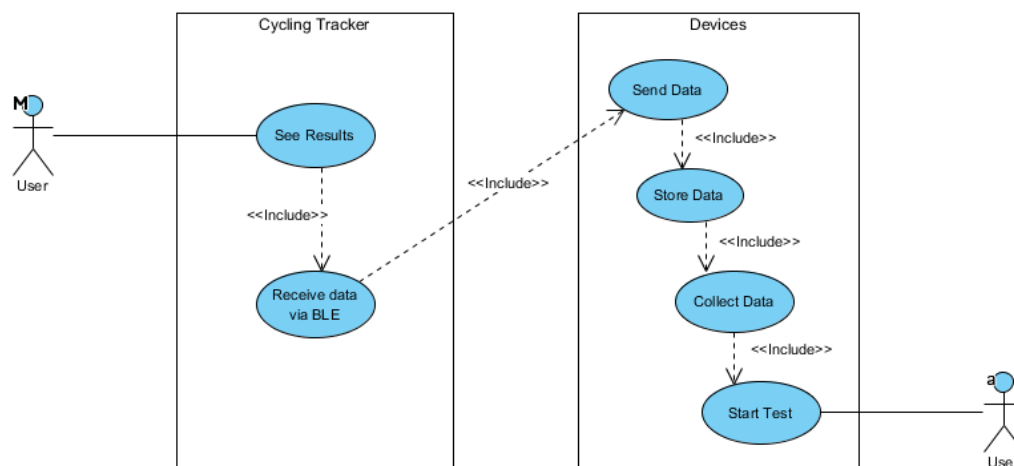 Cycling Tracker
Devices
M
User
See Results
<<Include>>
Receive data
via BLE
<<Include>>
Send Data
<<Include>>
Store Data
<<Include>>
Collect Data
<<Include>>
Start Test
a
User